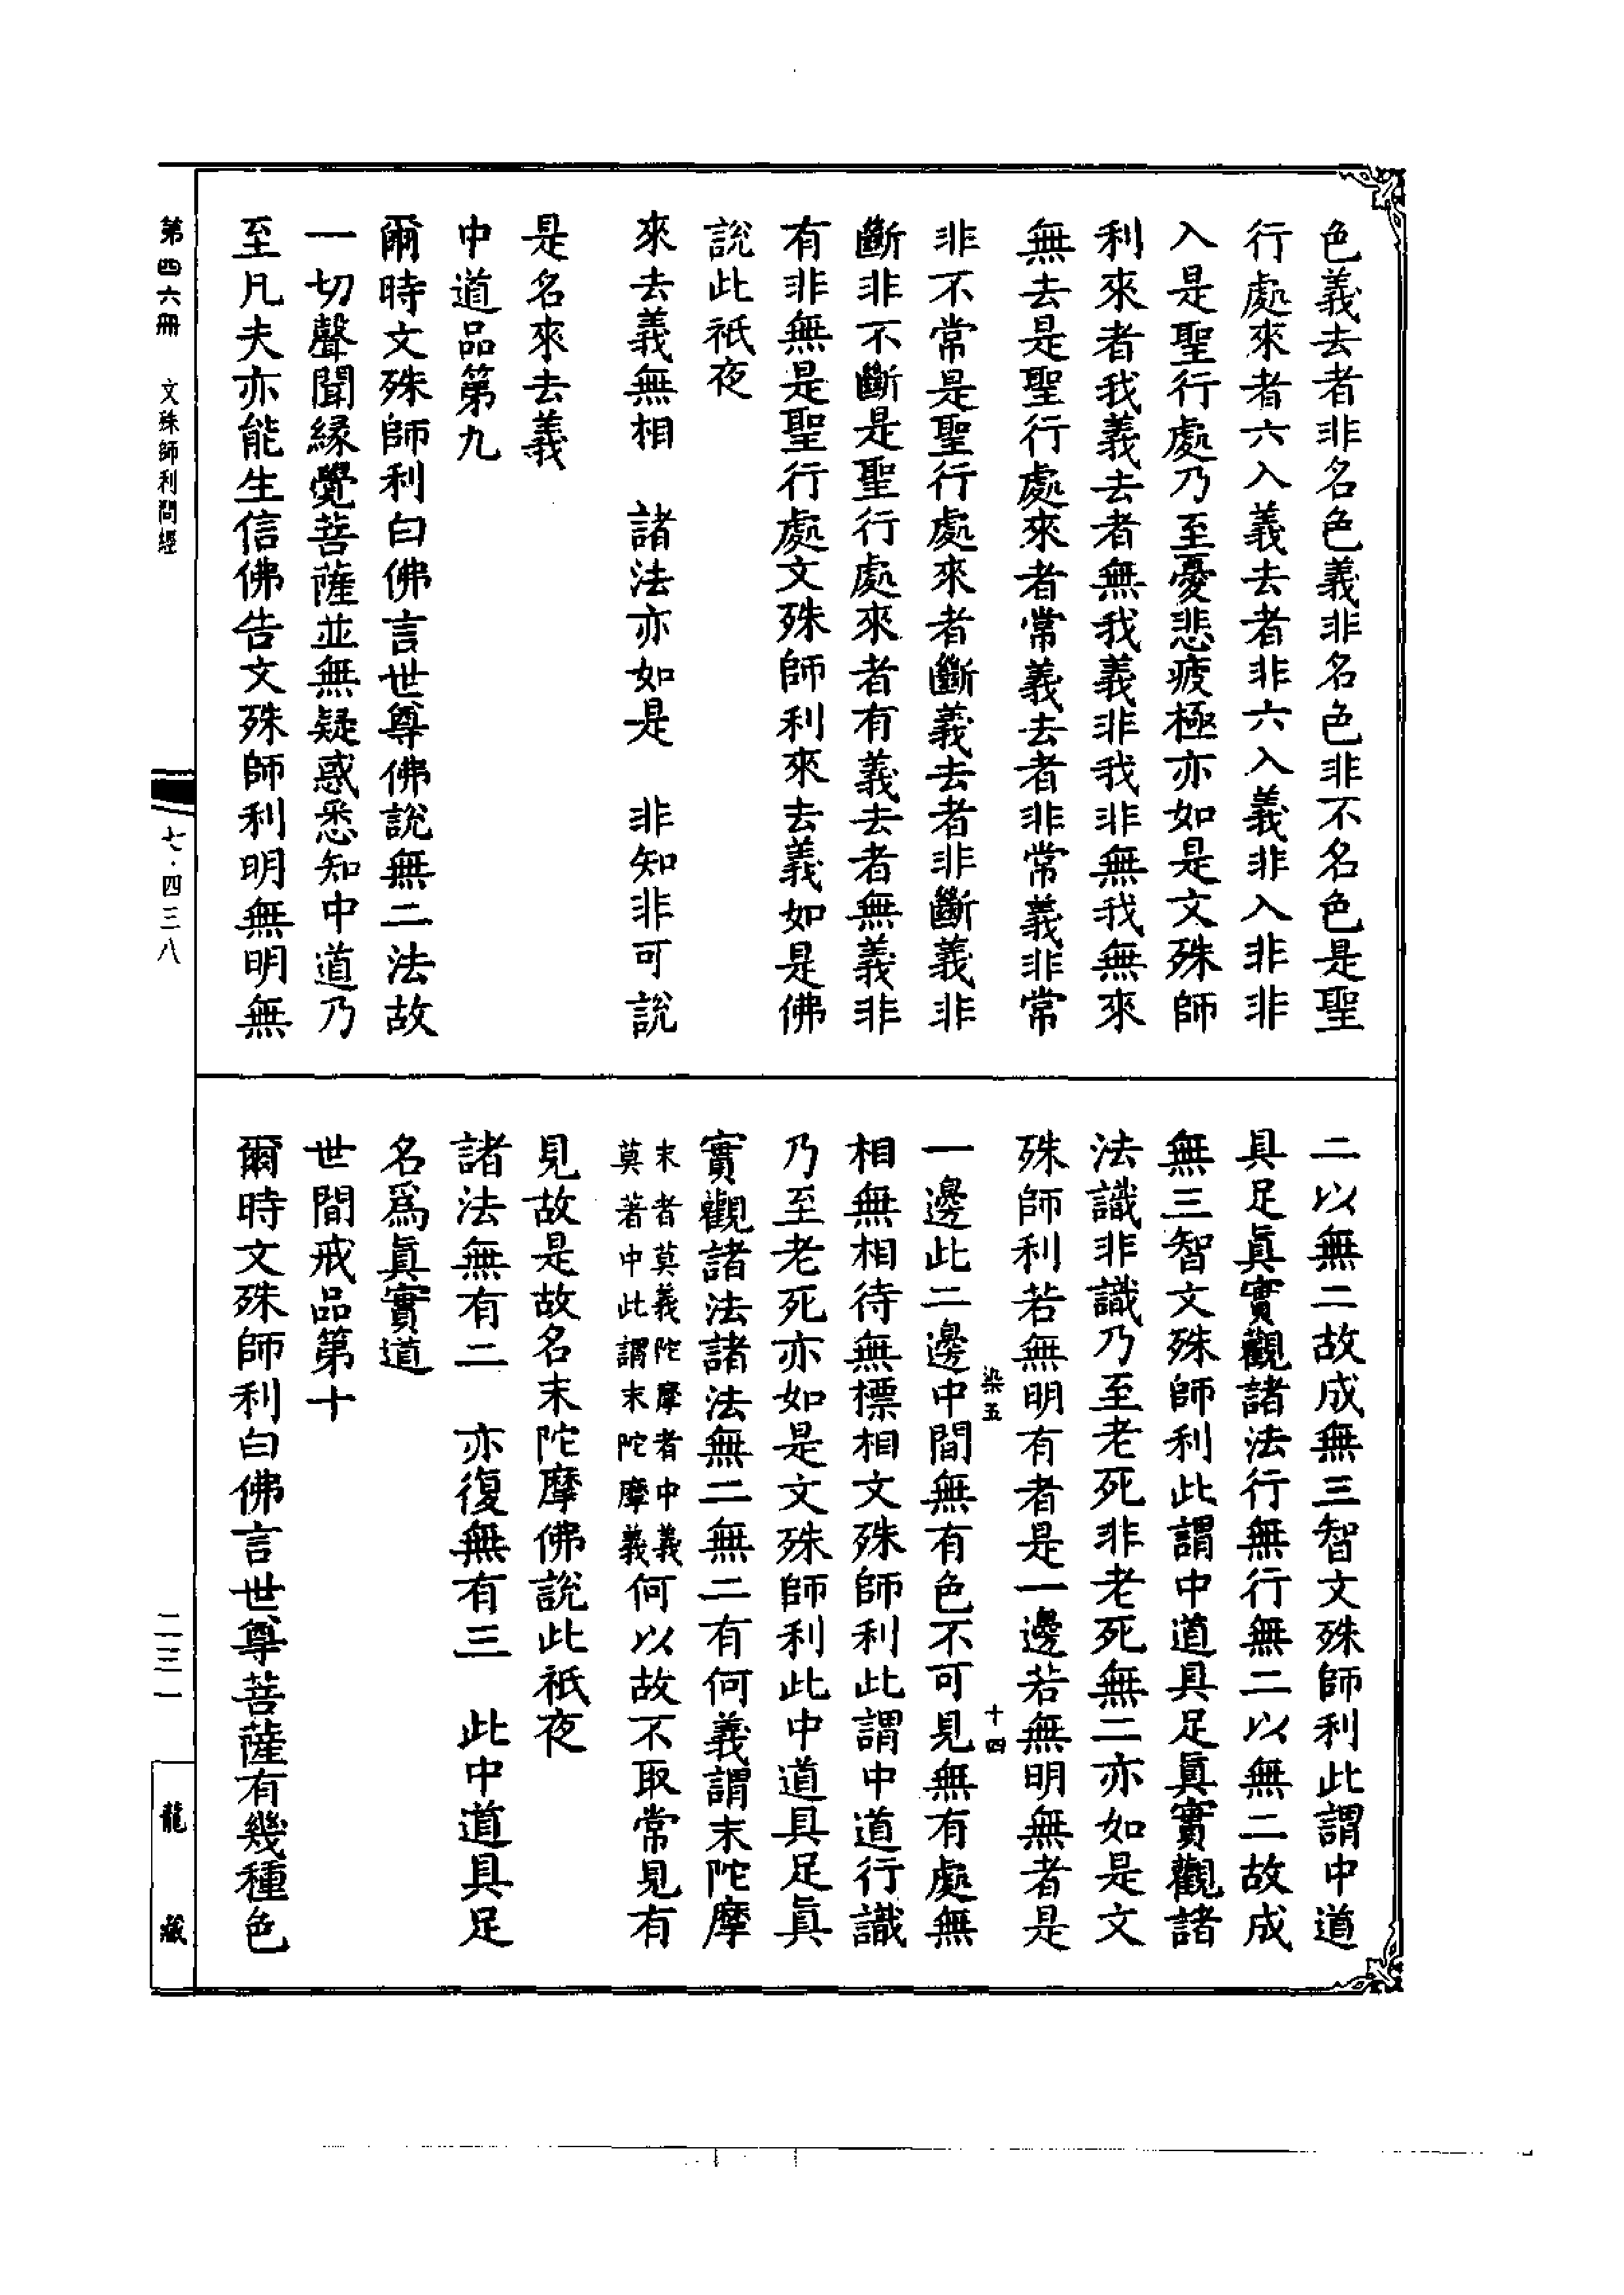 色義去者非名色義非名色非不名色是聖
行處來者六入義去者非六入義非入非非
入是聖行處乃至憂悲疲極亦如是文殊師
利來者我義去者無我義非我非無我無來
無去是聖行處來者常義去者非常義非常
非不常是聖行處來者斷義去者非斷義非
斷非不斷是聖行處來者有義去者無義非
有非無是聖行處文殊師利來去義如是佛
說此祇夜
來去義無相　諸法亦如是　非知非可說
是名來去義
中道品第九
爾時文殊師利白佛言世尊佛說無二法故
一切聲聞緣覺菩薩並無疑惑悉知中道乃
至凡夫亦能生信佛告文殊師利明無明無
二以無二故成無三智文殊師利此謂中道
具足眞實觀諸法行無行無二以無二故成
無三智文殊師利此謂中道具足眞實觀諸
法識非識乃至老死非老死無二亦如是文
殊師利若無明有者是一邊若無明無者是
染五　十四
一邊此二邊中間無有色不可見無有處無
相無相待無標相文殊師利此謂中道行識
乃至老死亦如是文殊師利此中道具足眞
實觀諸法諸法無二無二有何義謂末陀摩
末者莫義陀摩者中義
莫著中此謂末陀摩義
何以故不取常見有
見故是故名末陀摩佛說此祇夜
諸法無有二　亦復無有三　此中道具足
名爲眞實道
世間戒品第十
爾時文殊師利白佛言世尊菩薩有幾種色
第四六冊　文殊師利問經
七·四三八
二三一
龍藏